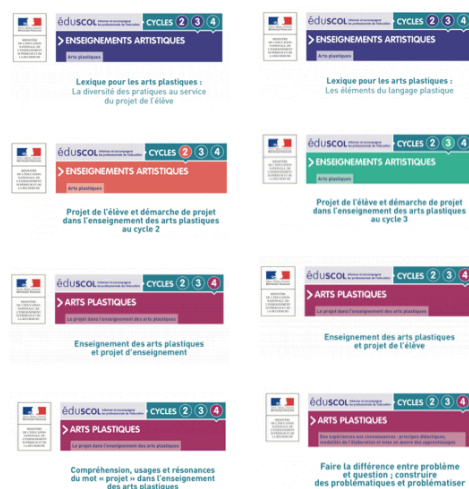 éduSCOL CYCLES 2 3 4
ENSEIGNEMENTS ARTISTIQUES
Arts plastiques
Lexique pour les arts plastiques :
La diversité des pratiques au service
du projet de l'élève
éduSCOL CYCLES 2 3 4
ENSEIGNEMENTS ARTISTIQUES
Arts plastiques
Lexique pour les arts plastiques :
Les éléments du langage plastique
éduSCOL CYCLES 2 3 4
ENSEIGNEMENTS ARTISTIQUES
Arts plastiques
Projet de l'élève et démarche de projet
dans l'enseignement des arts plastiques
au cycle 2
éduSCOL CYCLES 2 3 4
ENSEIGNEMENTS ARTISTIQUES
Arts plastiques
Projet de l'élève et démarche de projet
dans l'enseignement des arts plastiques
au cycle 3
éduSCOL CYCLES 2 3 4
ARTS PLASTIQUES
Le projet dans l'enseignement des arts plastiques
Enseignement des arts plastiques
et projet d'enseignement
éduSCOL CYCLES 2 3 4
ARTS PLASTIQUES
Le projet dans l'enseignement des arts plastiques
Enseignement des arts plastiques
et projet de l'élève
éduSCOL CYCLES 2 3 4
ARTS PLASTIQUES
Le projet dans l'enseignement des arts plastiques
Compréhension, usages et résonances
du mot « projet » dans l'enseignement
des arts plastiques
éduSCOL CYCLES 2 3 4
ARTS PLASTIQUES
Faire la différence entre problème
et question ; construire
des problématiques et problématiser